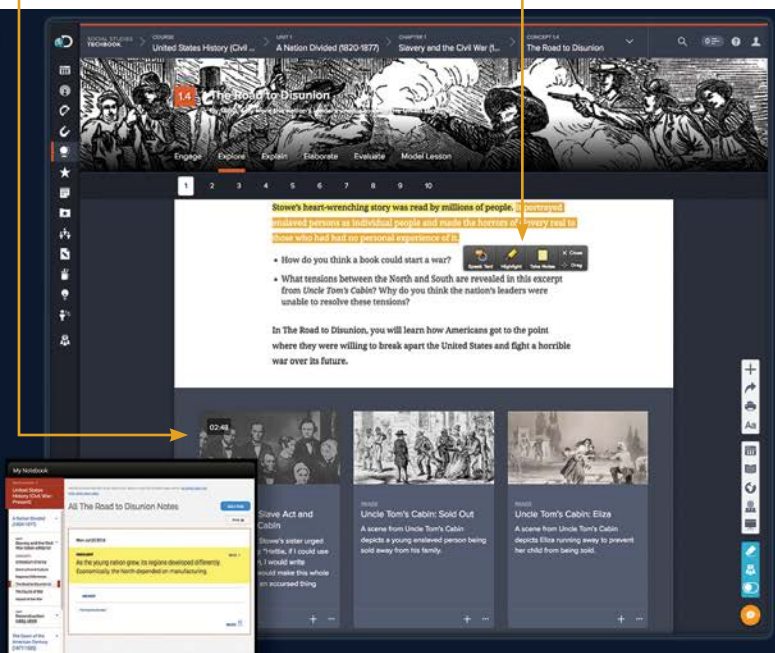 SOCIAL STUDIES
TECHBOOK
COURSE
United States History (Civil ...
UNIT 1
A Nation Divided (1820-1877)
CHAPTER 1
Slavery and the Civil War (1...
CONCEPT 1.4
The Road to Disunion
1.4 The Road to Disunion
Engage Explore Explain Elaborate Evaluate Model Lesson
1 2 3 4 5 6 7 8 9 10
Stowe's heart-wrenching story was read by millions of people. It portrayed
enslaved persons as individual people and made the horrors of slavery real to
those who had had no personal experience of it.
Speak Text Highlight Take Notes
× Close
Drag
• How do you think a book could start a war?
• What tensions between the North and South are revealed in this excerpt
from Uncle Tom's Cabin? Why do you think the nation's leaders were
unable to resolve these tensions?
In The Road to Disunion, you will learn how Americans got to the point
where they were willing to break apart the United States and fight a horrible
war over its future.
Aa
02:48
Slave Act and
Cabin
Stowe's sister urged
"Hattie, if I could use
I would write
would make this whole
an accursed thing
IMAGE
Uncle Tom's Cabin: Sold Out
A scene from Uncle Tom's Cabin
depicts a young enslaved person being
sold away from his family.
IMAGE
Uncle Tom's Cabin: Eliza
A scene from Uncle Tom's Cabin
depicts Eliza running away to prevent
her child from being sold.
My Notebook
United States
History (Civil War-
Present)
A Nation Divided
(1820-1877)
Slavery and the Civil
The Road to Disunion
Reconstruction
The Dawn of the
American Century
(1877-1920)
All The Road to Disunion Notes
HIGHLIGHT
As the young nation grew, its regions developed differently.
Economically, the North depended on manufacturing.